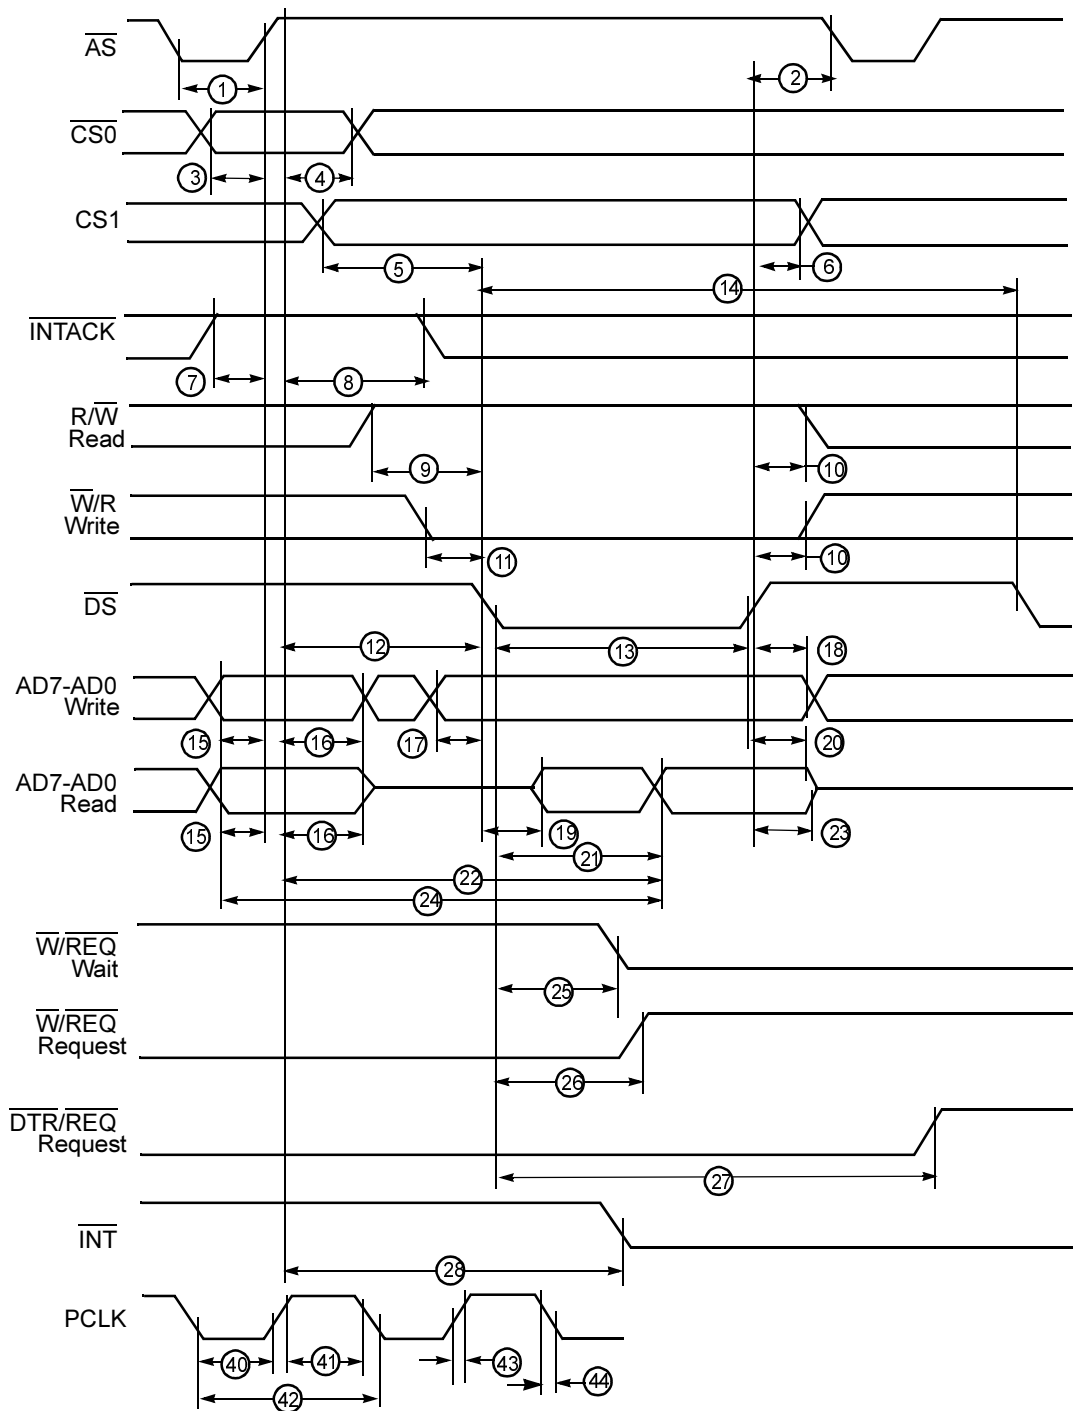 AS
1
2
CS0
3
4
CS1
5
6
14
INTACK
7
8
R/W
Read
9
10
W/R
Write
11
10
DS
12
13
18
AD7-AD0
Write
15
16
17
20
AD7-AD0
Read
15
16
19
21
23
22
24
W/REQ
Wait
25
W/REQ
Request
26
DTR/REQ
Request
27
INT
28
PCLK
40
41
43
42
44